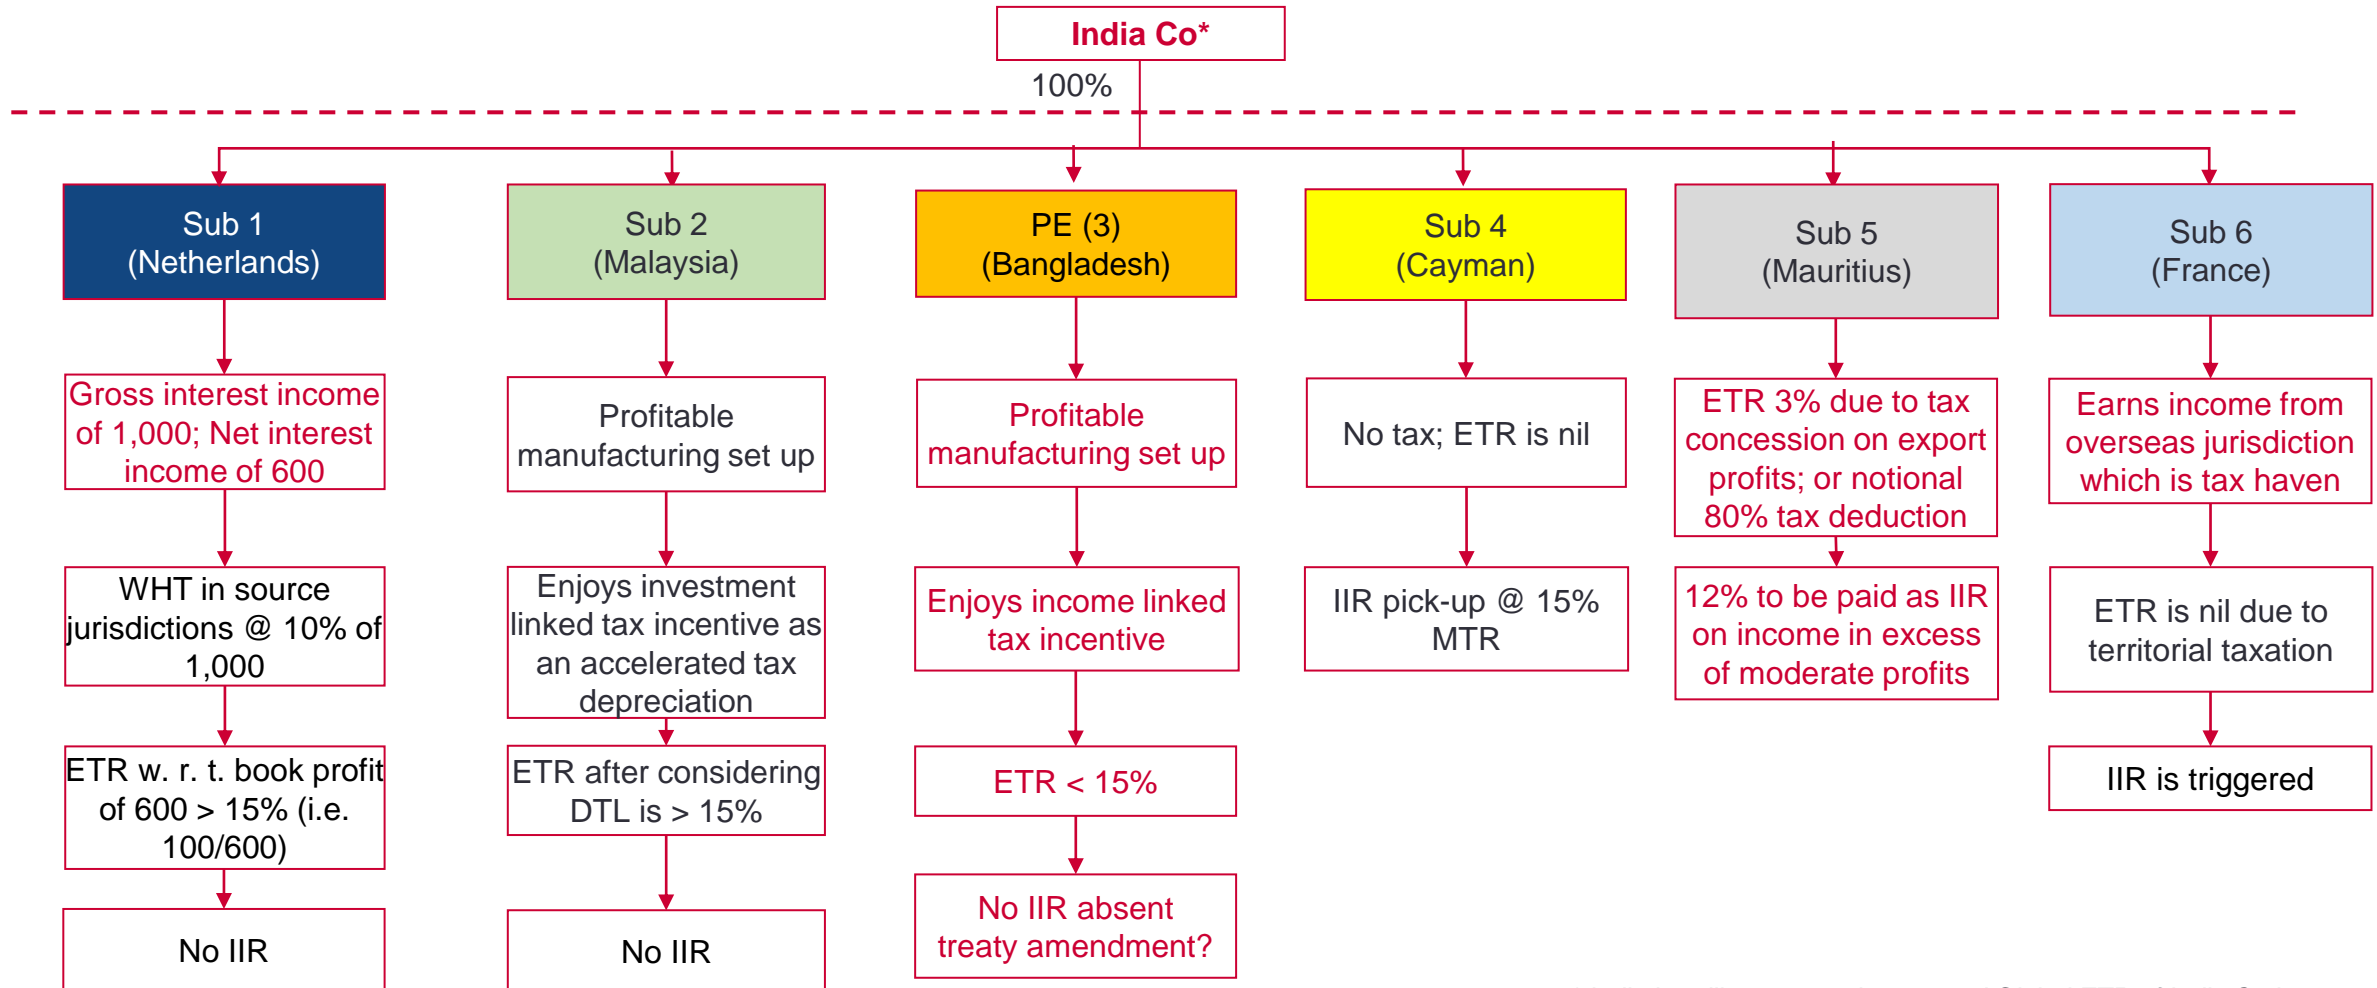 India Co*
100%
Sub 1
(Netherlands)
Sub 2
(Malaysia)
PE (3)
(Bangladesh)
Sub 4
(Cayman)
Sub 5
(Mauritius)
Sub 6
(France)
Gross interest income
of 1,000; Net interest
income of 600
Profitable
manufacturing set up
Profitable
manufacturing set up
No tax; ETR is nil
ETR 3% due to tax
concession on export
profits; or notional
80% tax deduction
Earns income from
overseas jurisdiction
which is tax haven
WHT in source
jurisdictions @ 10% of
1,000
Enjoys investment
linked tax incentive as
an accelerated tax
depreciation
Enjoys income linked
tax incentive
IIR pick-up @ 15%
MTR
12% to be paid as IIR
on income in excess
of moderate profits
ETR is nil due to
territorial taxation
ETR w. r. t. book profit
of 600 > 15% (i.e.
100/600)
ETR after considering
DTL is > 15%
ETR < 15%
IIR is triggered
No IIR
No IIR
No IIR absent
treaty amendment?